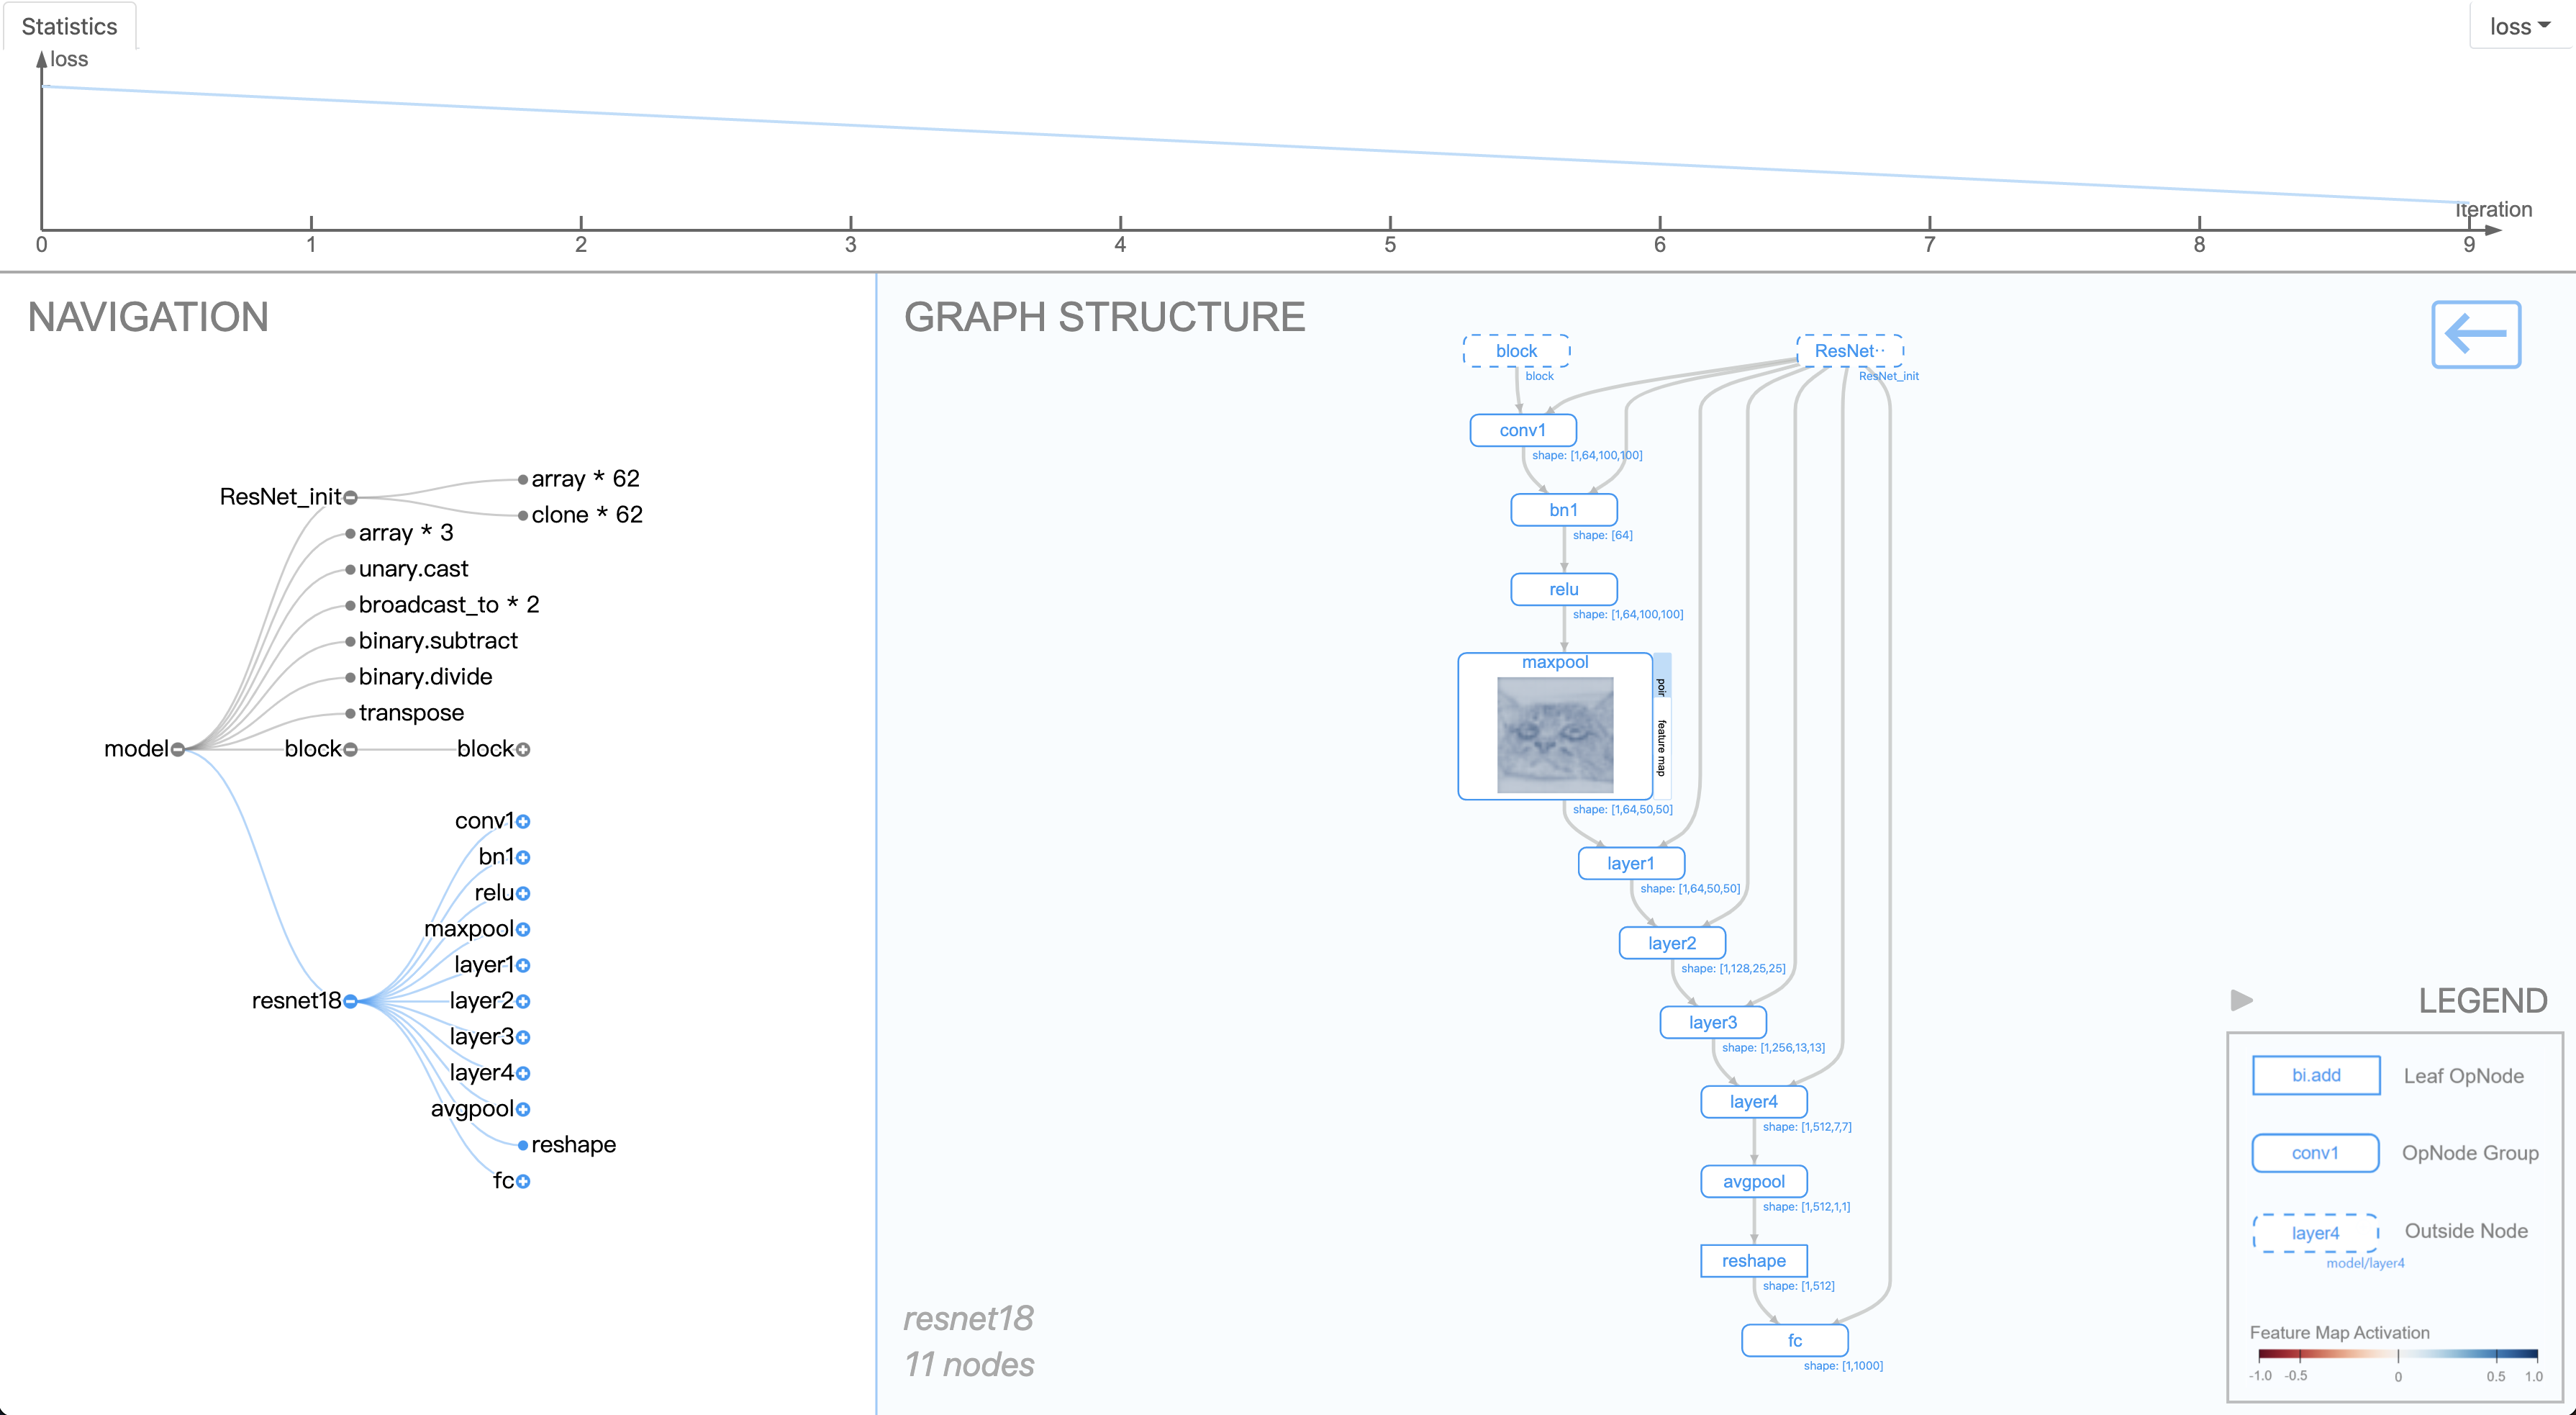 Statistics
loss
loss
Iteration
0 1 2 3 4 5 6 7 8 9
NAVIGATION
ResNet_init
array * 62
clone * 62
array * 3
unary.cast
broadcast_to * 2
binary.subtract
binary.divide
transpose
model
block
block
conv1
bn1
relu
maxpool
layer1
resnet18
layer2
layer3
layer4
avgpool
reshape
fc
GRAPH STRUCTURE
block
block
ResNet··
ResNet_init
conv1
shape: [1,64,100,100]
bn1
shape: [64]
relu
shape: [1,64,100,100]
maxpool
poir
feature map
shape: [1,64,50,50]
layer1
shape: [1,64,50,50]
layer2
shape: [1,128,25,25]
layer3
shape: [1,256,13,13]
layer4
shape: [1,512,7,7]
avgpool
shape: [1,512,1,1]
reshape
shape: [1,512]
fc
shape: [1,1000]
resnet18
11 nodes
LEGEND
bi.add Leaf OpNode
conv1 OpNode Group
layer4 Outside Node
model/layer4
Feature Map Activation
-1.0 -0.5 0 0.5 1.0